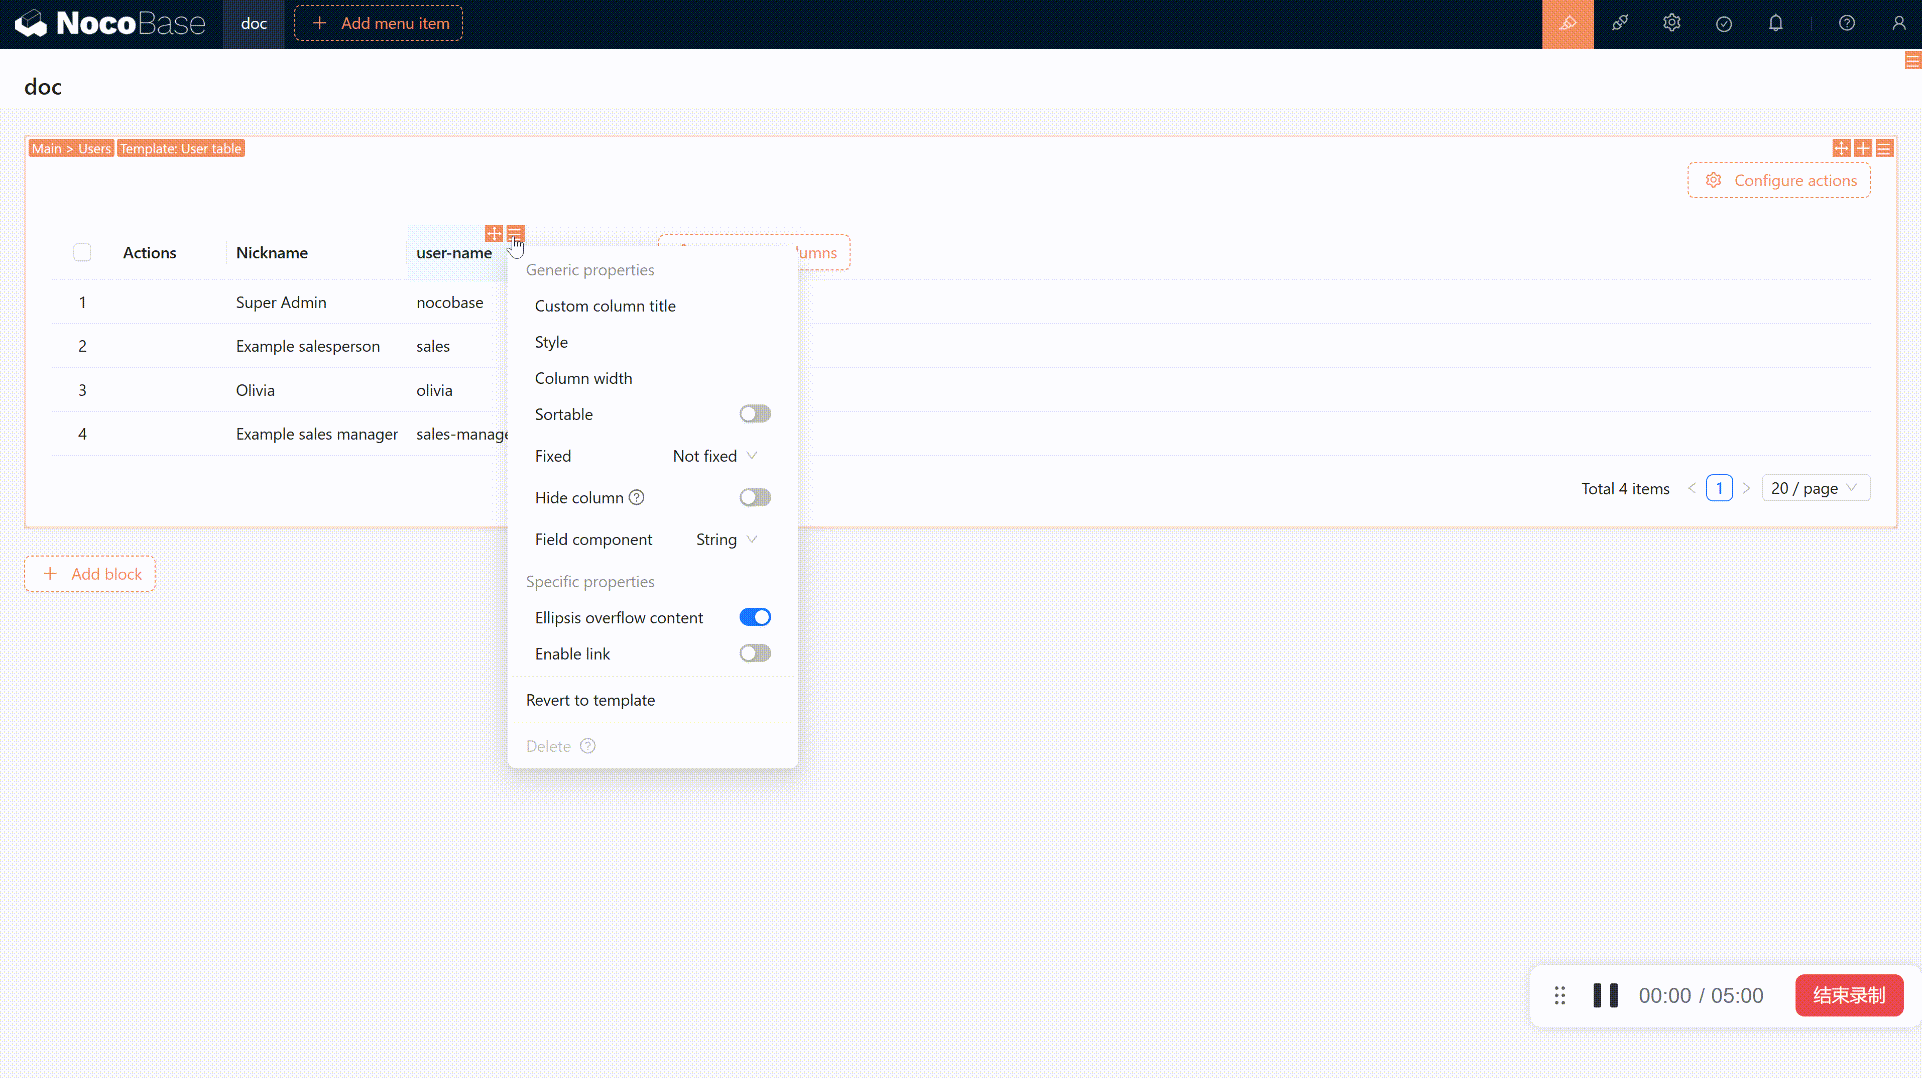 NocoBase
doc
Add menu item
doc
Main > Users
Template: User table
Configure actions
Actions
Nickname
user-name
umns
1
Super Admin
nocobase
2
Example salesperson
sales
3
Olivia
olivia
4
Example sales manager
sales-manage
Generic properties
Custom column title
Style
Column width
Sortable
Fixed
Not fixed
Hide column
Field component
String
Specific properties
Ellipsis overflow content
Enable link
Revert to template
Delete
Total 4 items
1
20 / page
Add block
00:00 / 05:00
结束录制